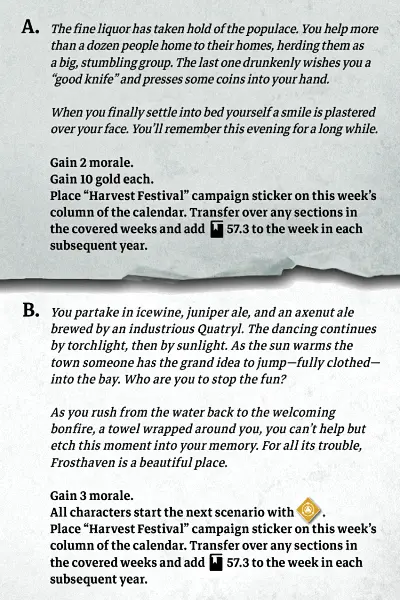 A. The fine liquor has taken hold of the populace. You help more
than a dozen people home to their homes, herding them as
a big, stumbling group. The last one drunkenly wishes you a
“good knife” and presses some coins into your hand.
When you finally settle into bed yourself a smile is plastered
over your face. You’ll remember this evening for a long while.
Gain 2 morale.
Gain 10 gold each.
Place “Harvest Festival” campaign sticker on this week’s
column of the calendar. Transfer over any sections in
the covered weeks and add 57.3 to the week in each
subsequent year.
B. You partake in icewine, juniper ale, and an axenut ale
brewed by an industrious Quatryl. The dancing continues
by torchlight, then by sunlight. As the sun warms the
town someone has the grand idea to jump—fully clothed—
into the bay. Who are you to stop the fun?
As you rush from the water back to the welcoming
bonfire, a towel wrapped around you, you can’t help but
etch this moment into your memory. For all its trouble,
Frosthaven is a beautiful place.
Gain 3 morale.
All characters start the next scenario with .
Place “Harvest Festival” campaign sticker on this week’s
column of the calendar. Transfer over any sections in
the covered weeks and add 57.3 to the week in each
subsequent year.